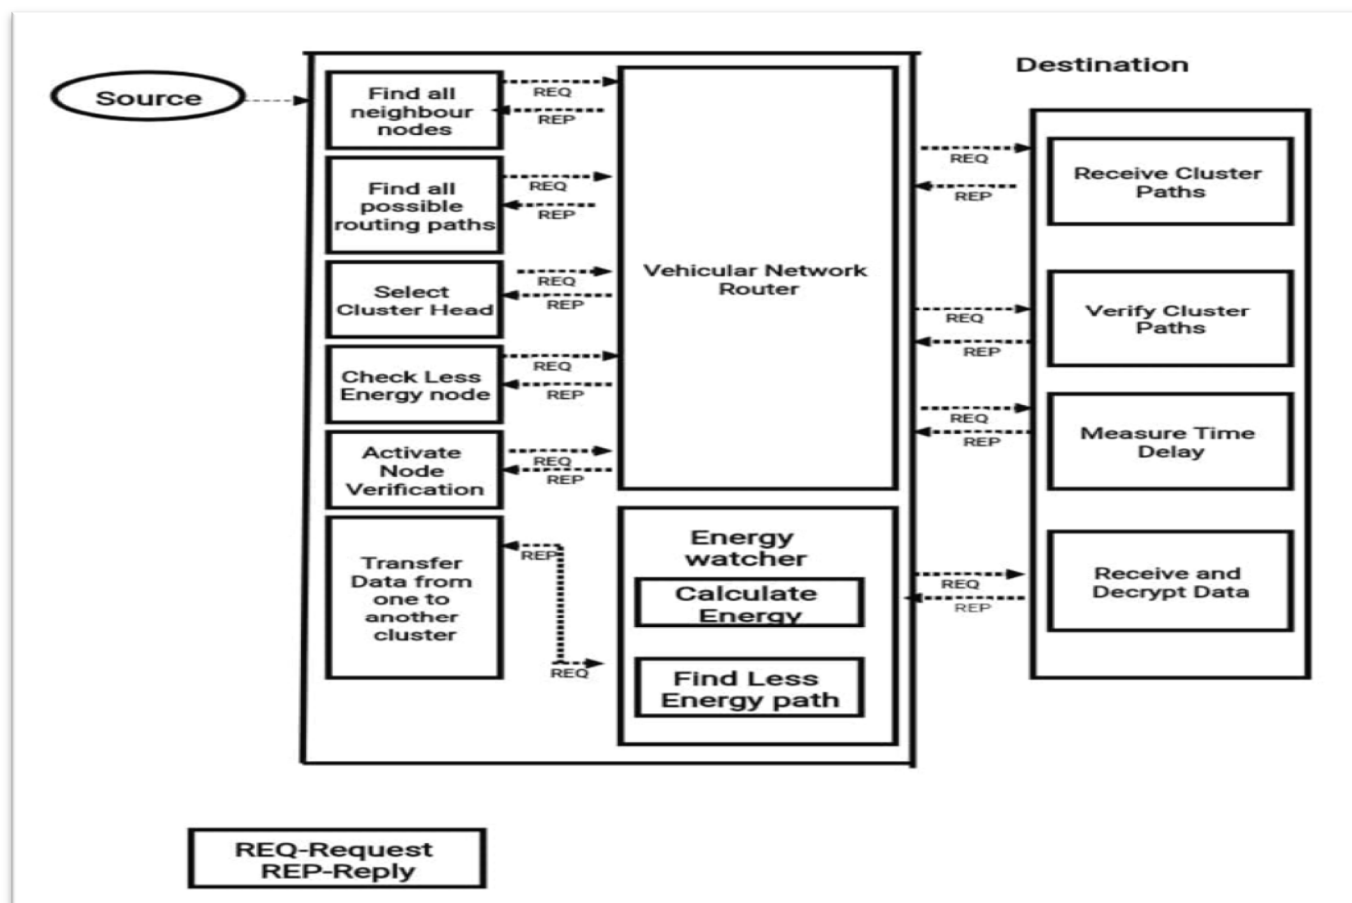 Source
Find all
neighbour
nodes
REQ
REP
Find all
possible
routing paths
REQ
REP
Select
Cluster Head
REQ
REP
Check Less
Energy node
REQ
REP
Activate
Node
Verification
REQ
REP
Transfer
Data from
one to
another
cluster
REP
REQ
Vehicular Network
Router
Energy
watcher
Calculate
Energy
Find Less
Energy path
Destination
REQ
REP
Receive Cluster
Paths
REQ
REP
Verify Cluster
Paths
REQ
REP
Measure Time
Delay
REQ
REP
Receive and
Decrypt Data
REQ-Request
REP-Reply